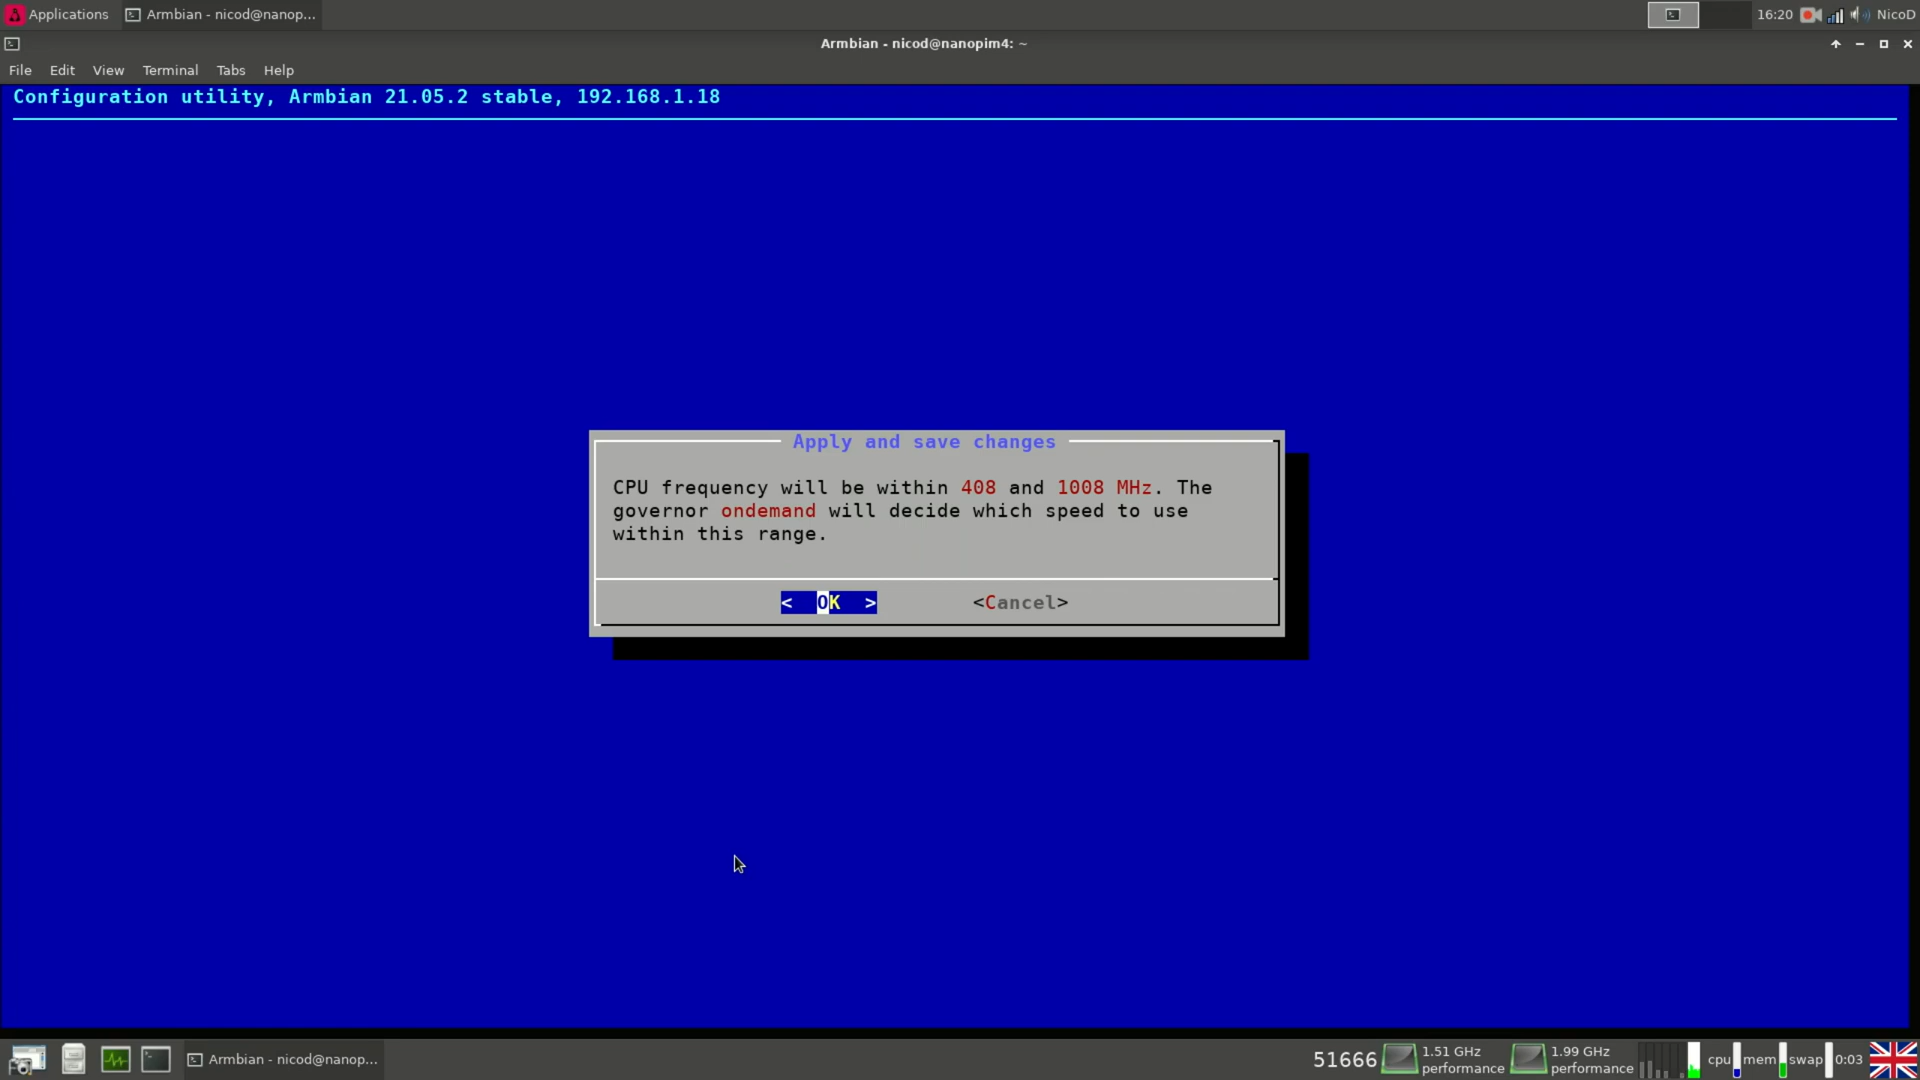 Applications Armbian - nicod@nanop... 16:20 NicoD
Armbian - nicod@nanopim4: ~
File Edit View Terminal Tabs Help
Configuration utility, Armbian 21.05.2 stable, 192.168.1.18
Apply and save changes
CPU frequency will be within 408 and 1008 MHz. The
governor ondemand will decide which speed to use
within this range.
< OK > <Cancel>
Armbian - nicod@nanop... 51666 1.51 GHz performance 1.99 GHz performance cpu mem swap 0:03